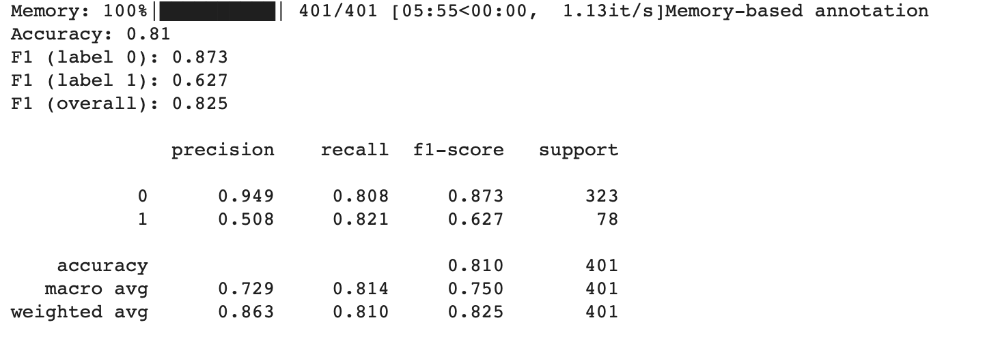 Memory: 100%|██████████| 401/401 [05:55<00:00,  1.13it/s]Memory-based annotation
Accuracy: 0.81
F1 (label 0): 0.873
F1 (label 1): 0.627
F1 (overall): 0.825
precision recall f1-score support
0 0.949 0.808 0.873 323
1 0.508 0.821 0.627 78
accuracy 0.810 401
macro avg 0.729 0.814 0.750 401
weighted avg 0.863 0.810 0.825 401